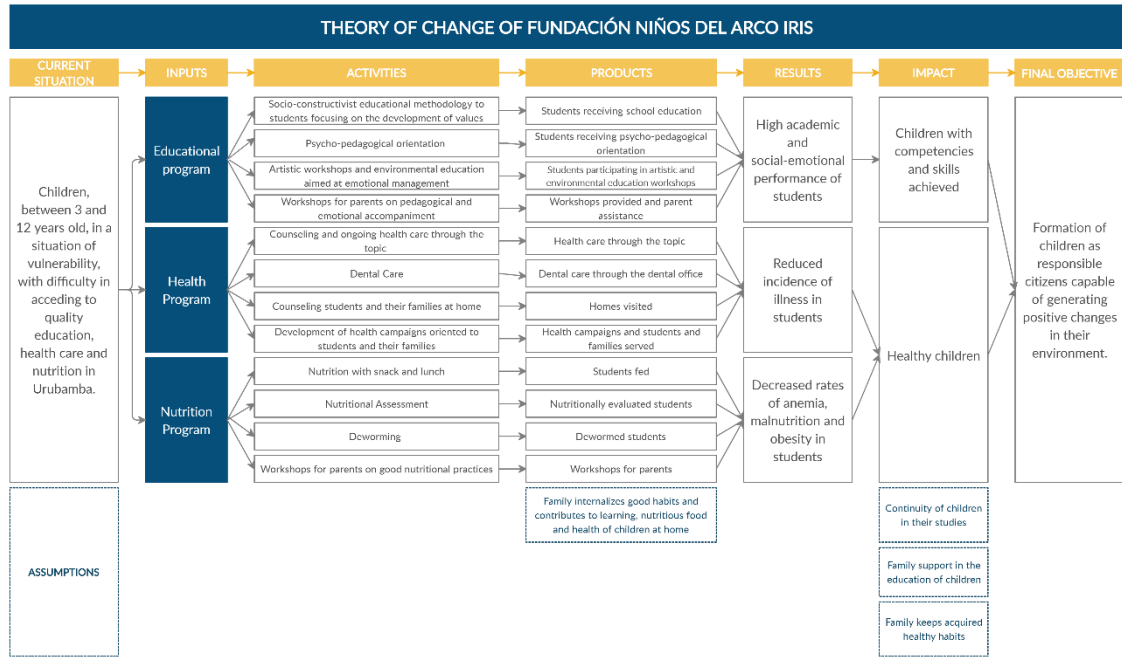 THEORY OF CHANGE OF FUNDACIÓN NIÑOS DEL ARCO IRIS
CURRENT
SITUATION
INPUTS
ACTIVITIES
PRODUCTS
RESULTS
IMPACT
FINAL OBJECTIVE
Children,
between 3 and
12 years old, in a
situation of
vulnerability,
with difficulty in
acceding to
quality
education,
health care and
nutrition in
Urubamba.
Educational
program
Socio-constructivist educational methodology to
students focusing on the development of values
Psycho-pedagogical orientation
Artistic workshops and environmental education
aimed at emotional management
Workshops for parents on pedagogical and
emotional accompaniment
Students receiving school education
Students receiving psycho-pedagogical
orientation
Students participating in artistic and
environmental education workshops
Workshops provided and parent
assistance
High academic
and
social-emotional
performance of
students
Children with
competencies
and skills
achieved
Health
Program
Counseling and ongoing health care through the
topic
Dental Care
Counseling students and their families at home
Development of health campaigns oriented to
students and their families
Health care through the topic
Dental care through the dental office
Homes visited
Health campaigns and students and
families served
Reduced
incidence of
illness in
students
Healthy children
Nutrition
Program
Nutrition with snack and lunch
Nutritional Assessment
Deworming
Workshops for parents on good nutritional practices
Students fed
Nutritionally evaluated students
Dewormed students
Workshops for parents
Decreased rates
of anemia,
malnutrition and
obesity in
students
Formation of
children as
responsible
citizens capable
of generating
positive changes
in their
environment.
ASSUMPTIONS
Family internalizes good habits and
contributes to learning, nutritious food
and health of children at home
Continuity of children
in their studies
Family support in the
education of children
Family keeps acquired
healthy habits